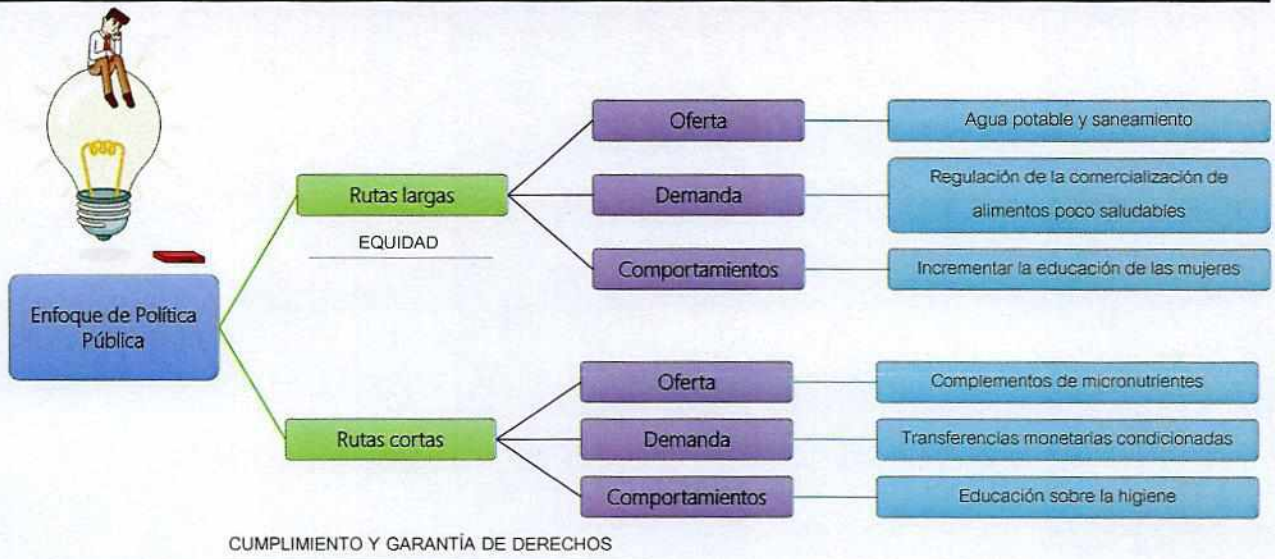 Enfoque de Política
Pública
Rutas largas
EQUIDAD
Oferta
Agua potable y saneamiento
Demanda
Regulación de la comercialización de
alimentos poco saludables
Comportamientos
Incrementar la educación de las mujeres
Rutas cortas
Oferta
Complementos de micronutrientes
Demanda
Transferencias monetarias condicionadas
Comportamientos
Educación sobre la higiene
CUMPLIMIENTO Y GARANTÍA DE DERECHOS